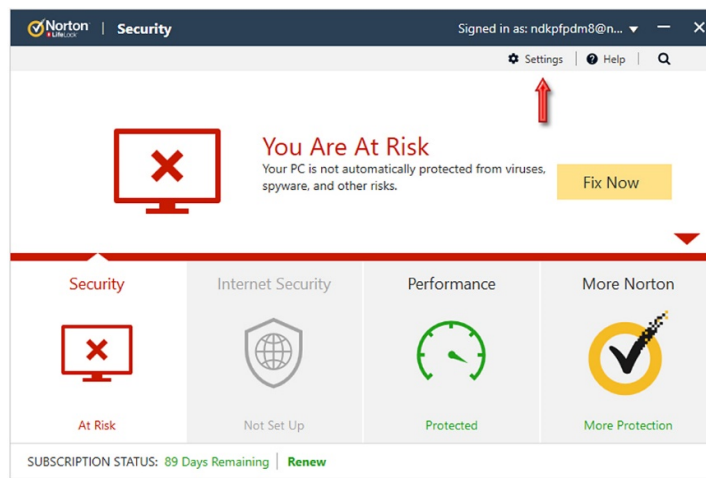 Norton | Security
LifeLock
Signed in as: ndkpfpdm8@n...
Settings | Help |
You Are At Risk
Your PC is not automatically protected from viruses,
spyware, and other risks.
Fix Now
Security
Internet Security
Performance
More Norton
At Risk
Not Set Up
Protected
More Protection
SUBSCRIPTION STATUS: 89 Days Remaining | Renew